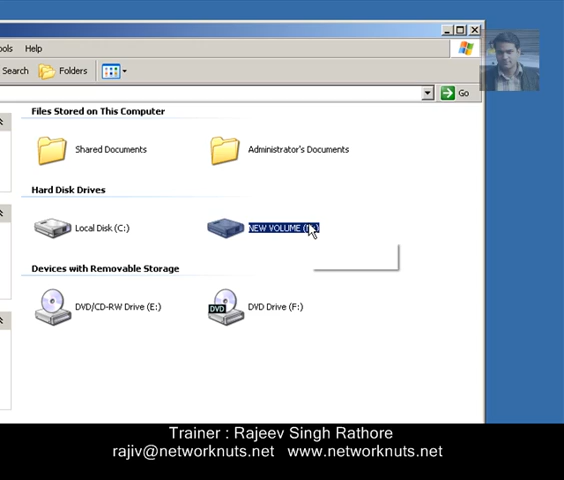 ools Help
Search Folders
Go
Files Stored on This Computer
Shared Documents Administrator's Documents
Hard Disk Drives
Local Disk (C:) NEW VOLUME
Devices with Removable Storage
DVD/CD-RW Drive (E:) DVD Drive (F:)
DVD
Trainer : Rajeev Singh Rathore
rajiv@networknuts.net www.networknuts.net